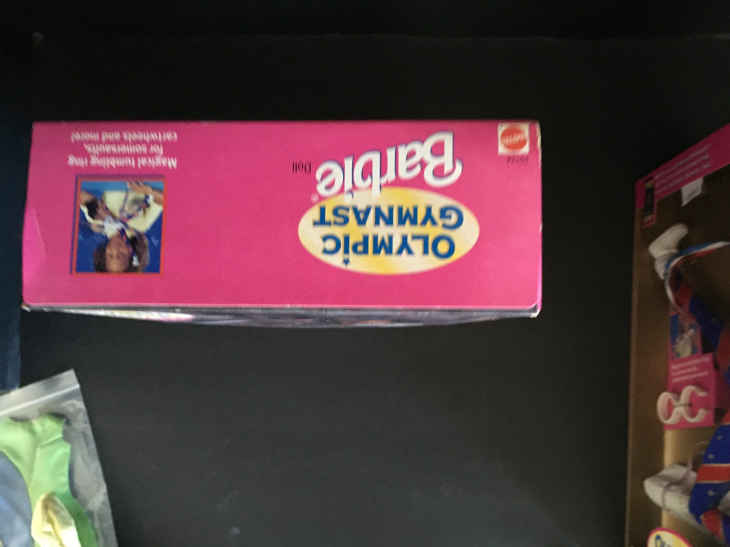 OLYMPIC
GYMNAST
Barbie®
Doll
Magical tumbling ring
for somersaults,
cartwheels and more!